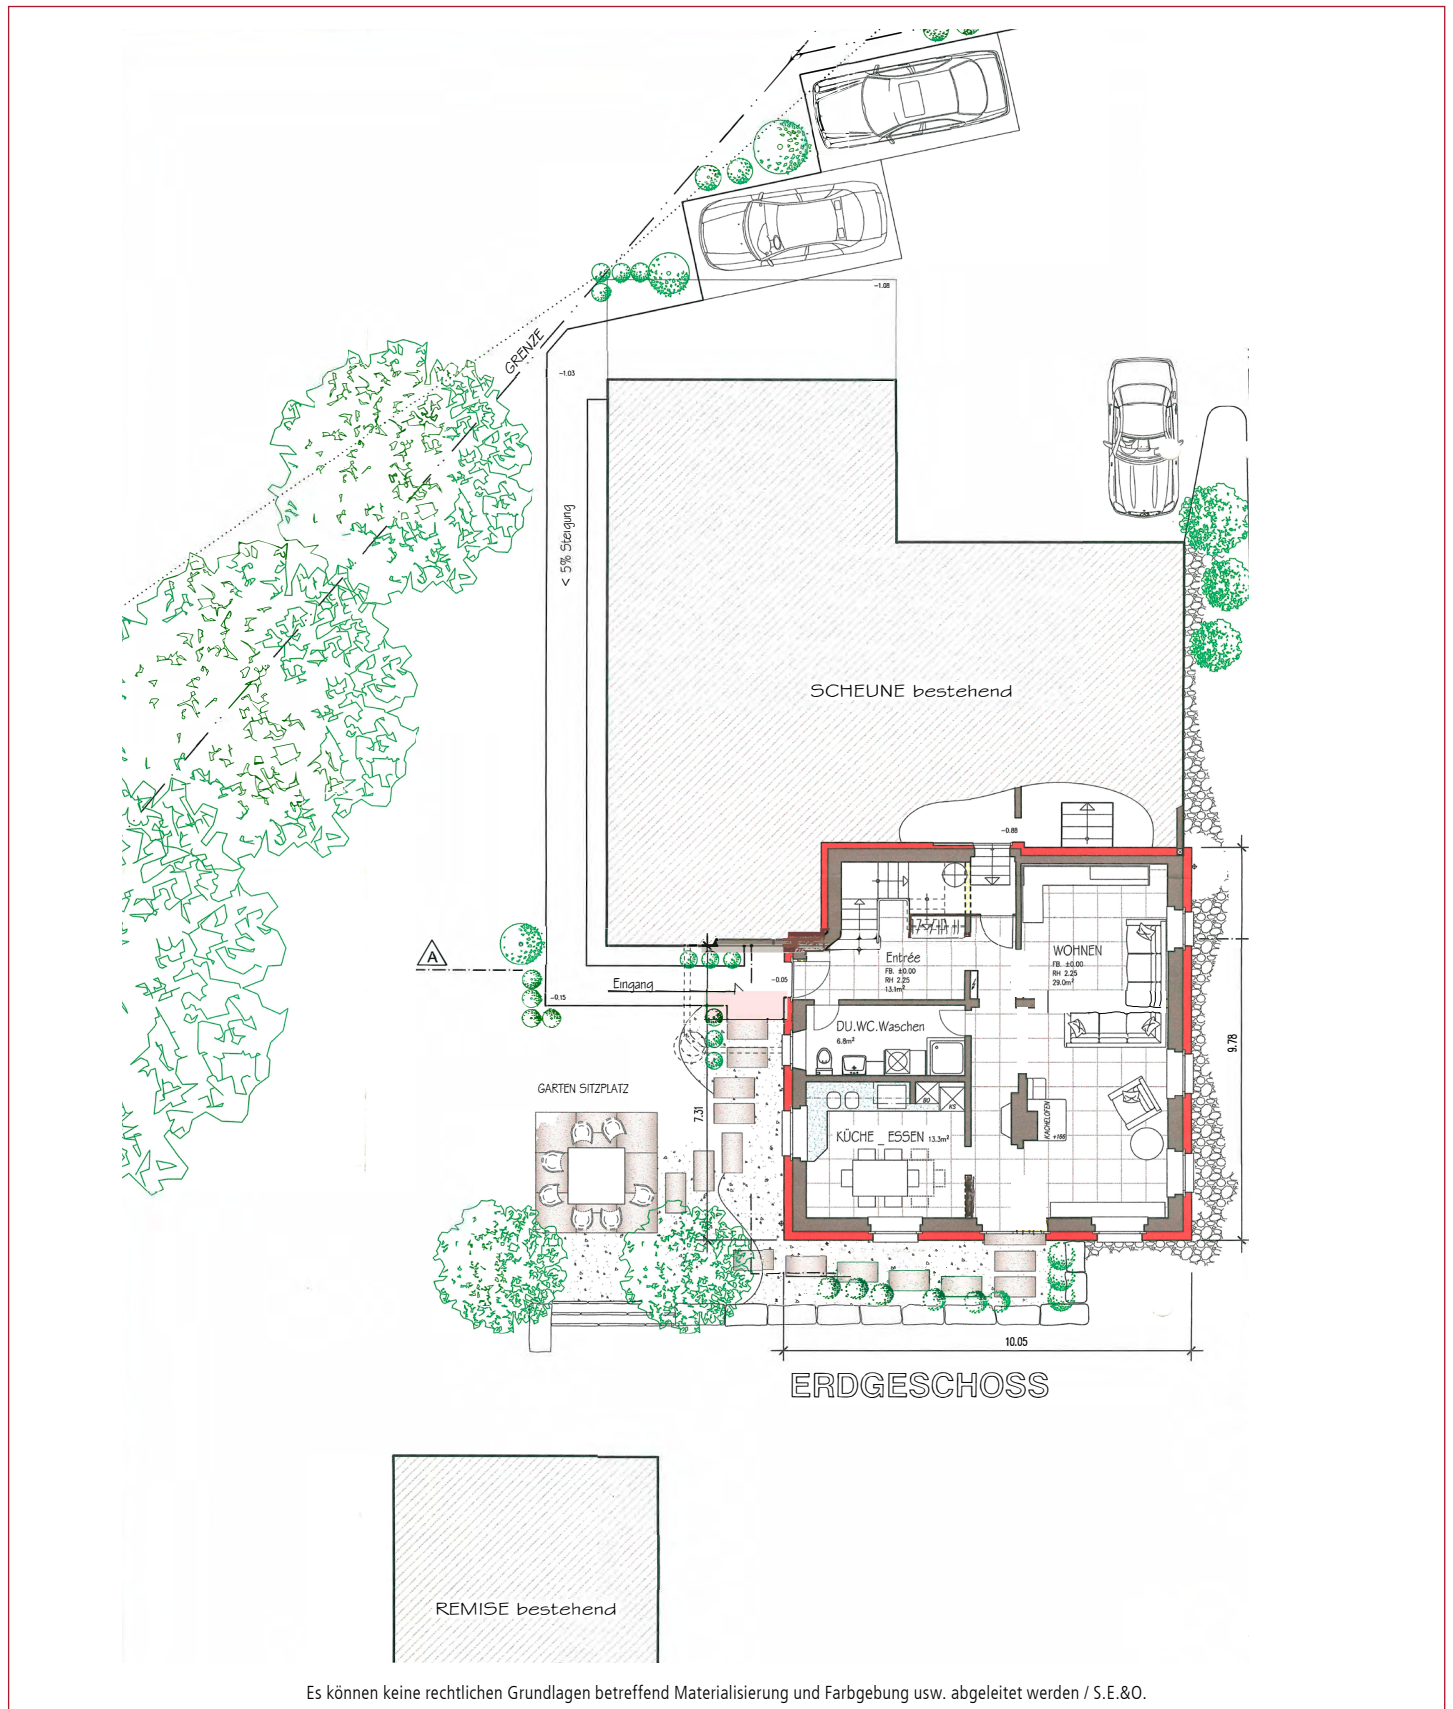 -1.08
GRENZE
-1.03
< 5% Steigung
SCHEUNE bestehend
-0.88
A
Eingang
-0.05
-0.15
Entrée
FB. ±0.00
RH 2.25
13.1m²
WOHNEN
FB. ±0.00
RH 2.25
29.0m²
DU.WC.Waschen
6.8m²
9.78
GARTEN SITZPLATZ
7.31
KS
KÜCHE _ ESSEN 13.3m²
KACHELOFEN
+166
10.05
ERDGESCHOSS
REMISE bestehend
Es können keine rechtlichen Grundlagen betreffend Materialisierung und Farbgebung usw. abgeleitet werden / S.E.&O.